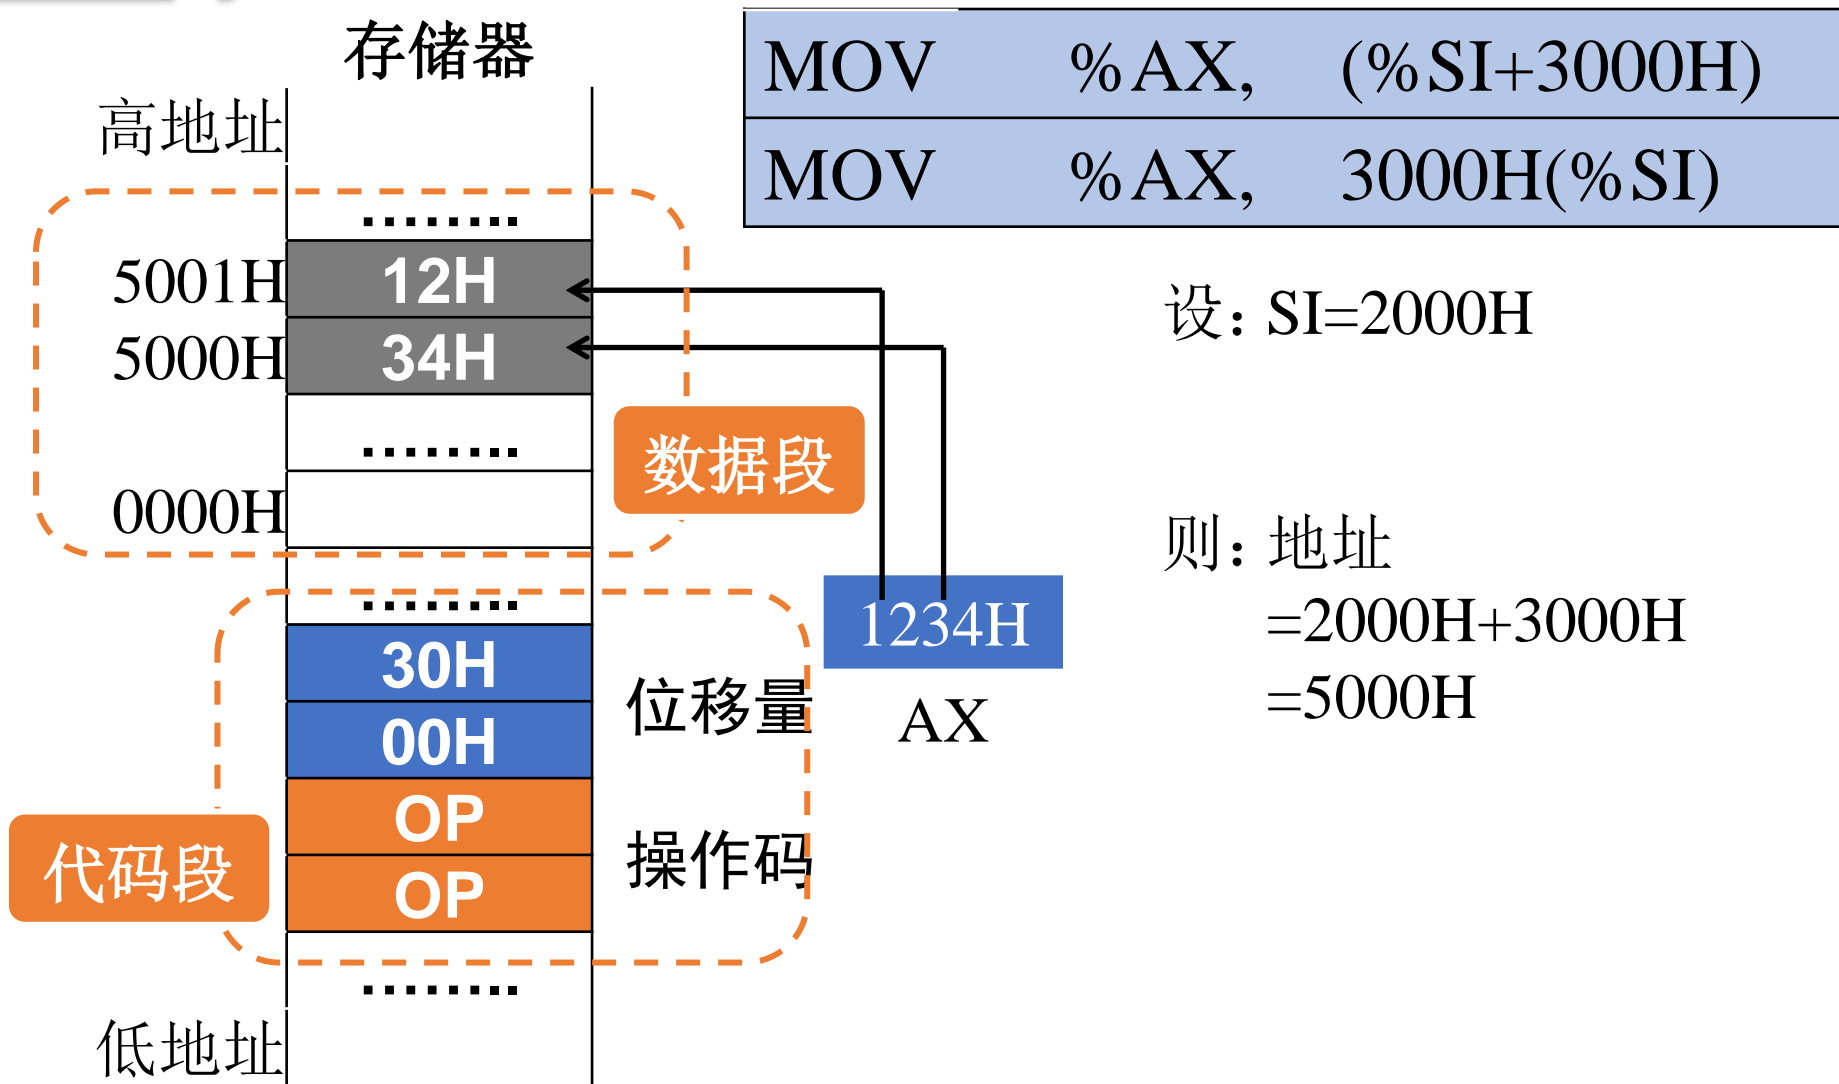 存储器
MOV %AX, (%SI+3000H)
MOV %AX, 3000H(%SI)
高地址
........
5001H 12H
5000H 34H
设: SI=2000H
........
数据段
0000H
则: 地址
=2000H+3000H
=5000H
........
1234H
AX
30H
00H
位移量
OP
OP
操作码
代码段
........
低地址